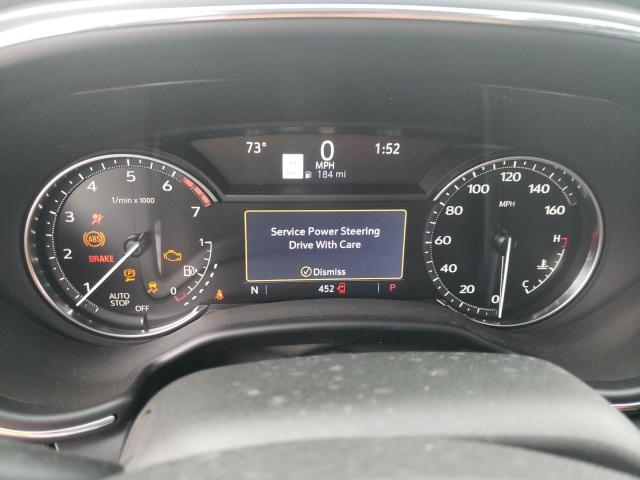 73° 0 1:52
MPH
184 mi
1 2 3 4 5 6 7
1/min x 1000
ABS
BRAKE
P
AUTO
STOP
OFF
1
0
Service Power Steering
Drive With Care
Dismiss
N 452 P
0 20 40 60 80 100 120 140 160
MPH
H
C